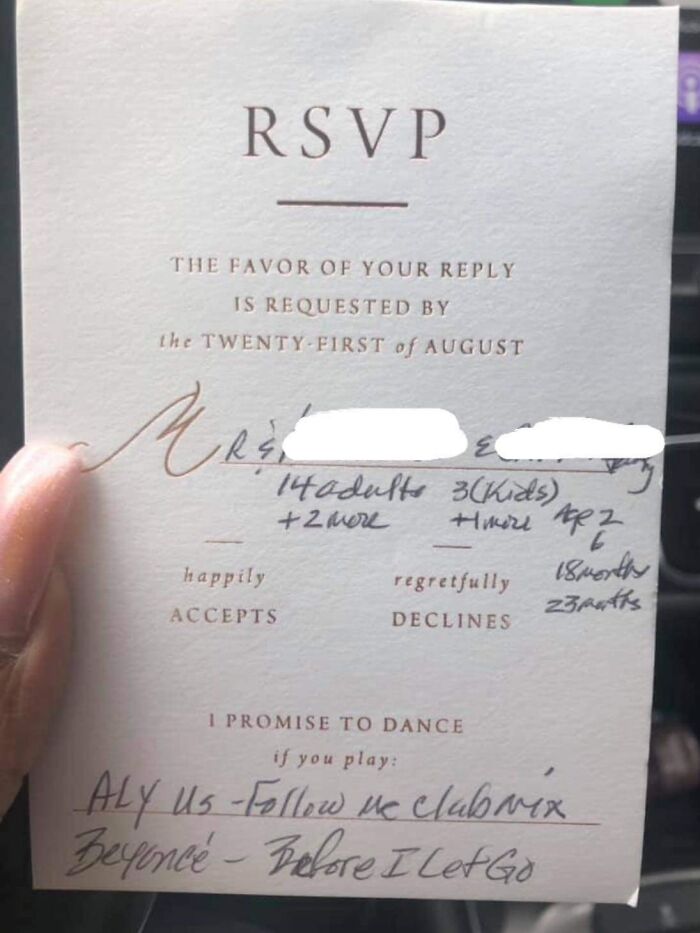 RSVP
THE FAVOR OF YOUR REPLY
IS REQUESTED BY
the TWENTY-FIRST of AUGUST
MR &
&
14 adults 3(Kids)
+2 more +1 more Age 2
6
18 months
23 months
happily regretfully
ACCEPTS DECLINES
I PROMISE TO DANCE
if you play:
ALY Us - Follow Me club mix
Beyoncé - Before I Let Go